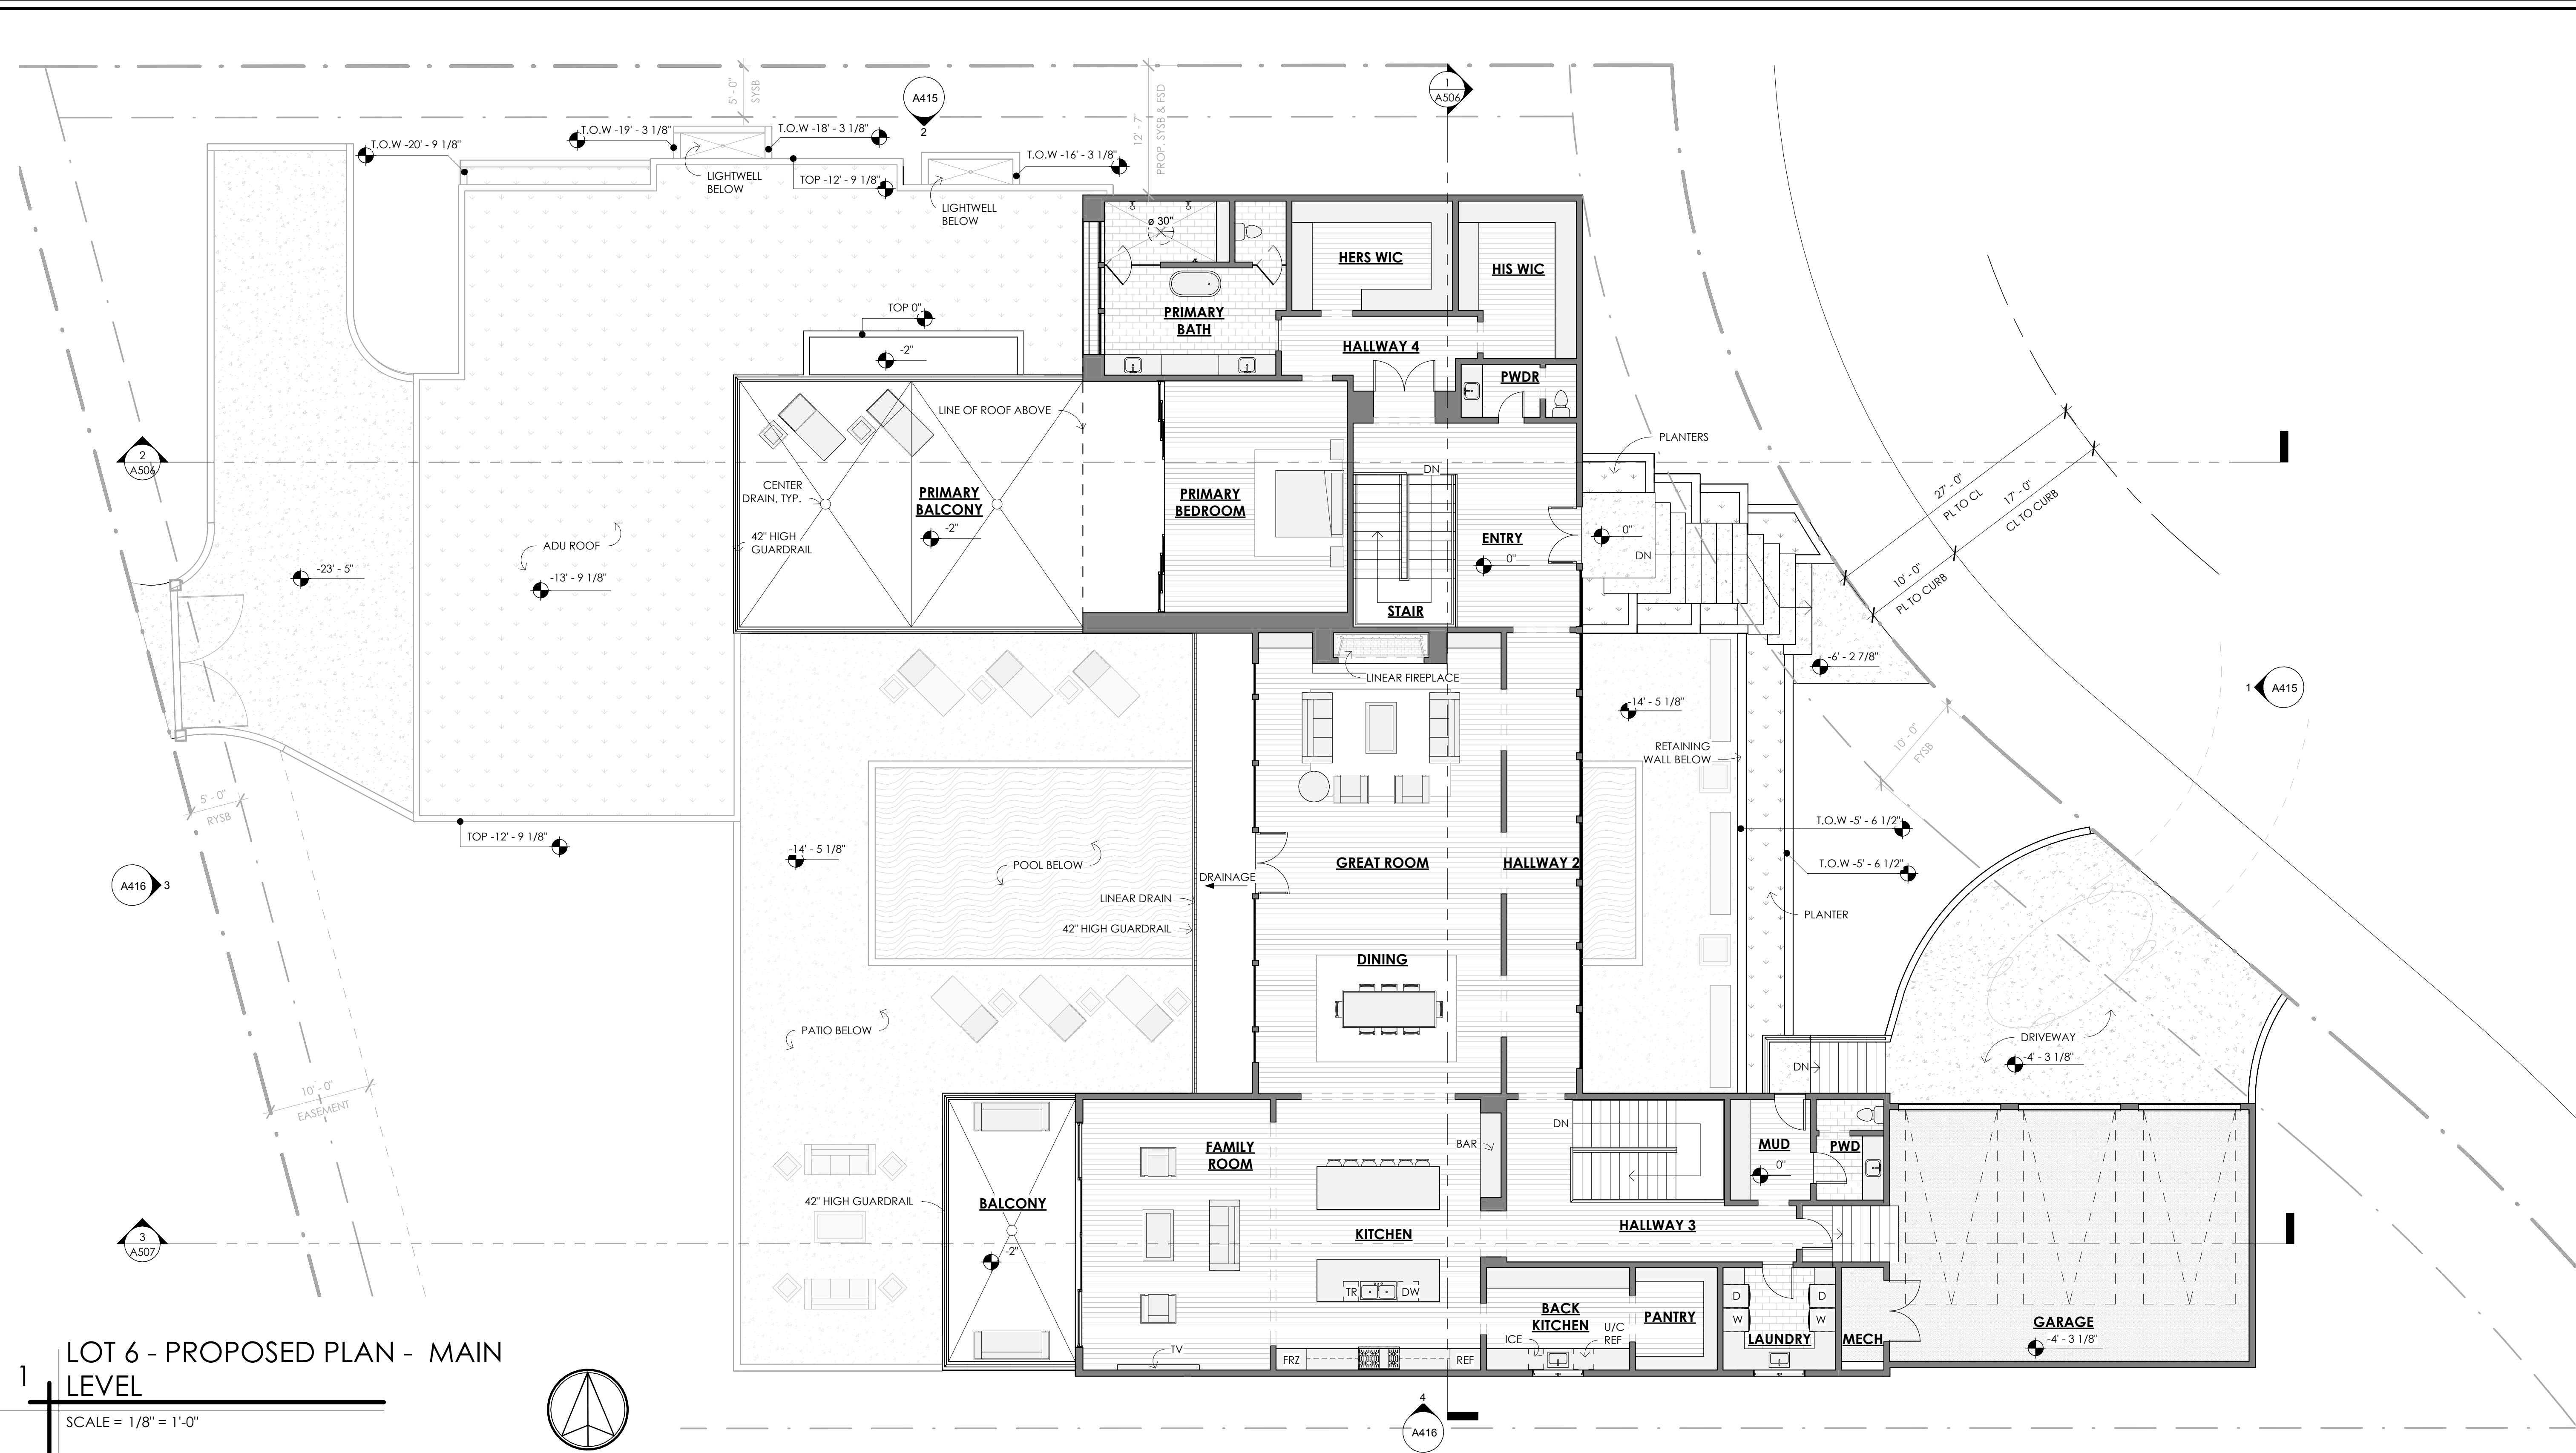 5' - 0"
SYSB
A415
2
1
A506
12' - 7"
PROP. SYSB & FSD
T.O.W -20' - 9 1/8"
T.O.W -19' - 3 1/8"
T.O.W -18' - 3 1/8"
T.O.W -16' - 3 1/8"
LIGHTWELL
BELOW
TOP -12' - 9 1/8"
LIGHTWELL
BELOW
ø 30"
HERS WIC
HIS WIC
PRIMARY
BATH
TOP 0"
-2"
HALLWAY 4
PWDR
LINE OF ROOF ABOVE
PLANTERS
2
A506
DN
CENTER
DRAIN, TYP.
PRIMARY
BALCONY
-2"
PRIMARY
BEDROOM
27' - 0"
PL TO CL
17' - 0"
CL TO CURB
42" HIGH
GUARDRAIL
ADU ROOF
-13' - 9 1/8"
-23' - 5"
ENTRY
0"
0"
DN
10' - 0"
PL TO CURB
STAIR
-6' - 2 7/8"
LINEAR FIREPLACE
1
A415
-14' - 5 1/8"
RETAINING
WALL BELOW
10' - 0"
FYSB
5' - 0"
RYSB
TOP -12' - 9 1/8"
-14' - 5 1/8"
POOL BELOW
DRAINAGE
GREAT ROOM
HALLWAY 2
T.O.W -5' - 6 1/2"
T.O.W -5' - 6 1/2"
A416
3
LINEAR DRAIN
42" HIGH GUARDRAIL
PLANTER
DINING
PATIO BELOW
DRIVEWAY
-4' - 3 1/8"
DN
10' - 0"
EASEMENT
FAMILY
ROOM
BAR
DN
MUD
0"
PWD
42" HIGH GUARDRAIL
BALCONY
-2"
KITCHEN
HALLWAY 3
3
A507
TR
DW
BACK
KITCHEN
ICE
U/C
REF
PANTRY
D
W
D
W
LAUNDRY
MECH
GARAGE
-4' - 3 1/8"
TV
FRZ
REF
1
LOT 6 - PROPOSED PLAN - MAIN
LEVEL
SCALE = 1/8" = 1'-0"
4
A416